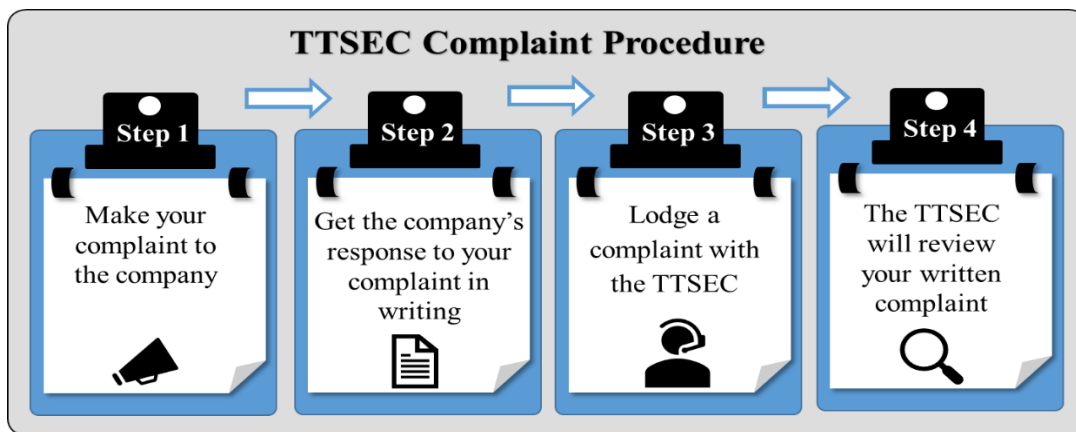 TTSEC Complaint Procedure
Step 1
Make your
complaint to
the company
Step 2
Get the company’s
response to your
complaint in
writing
Step 3
Lodge a
complaint with
the TTSEC
Step 4
The TTSEC
will review
your written
complaint